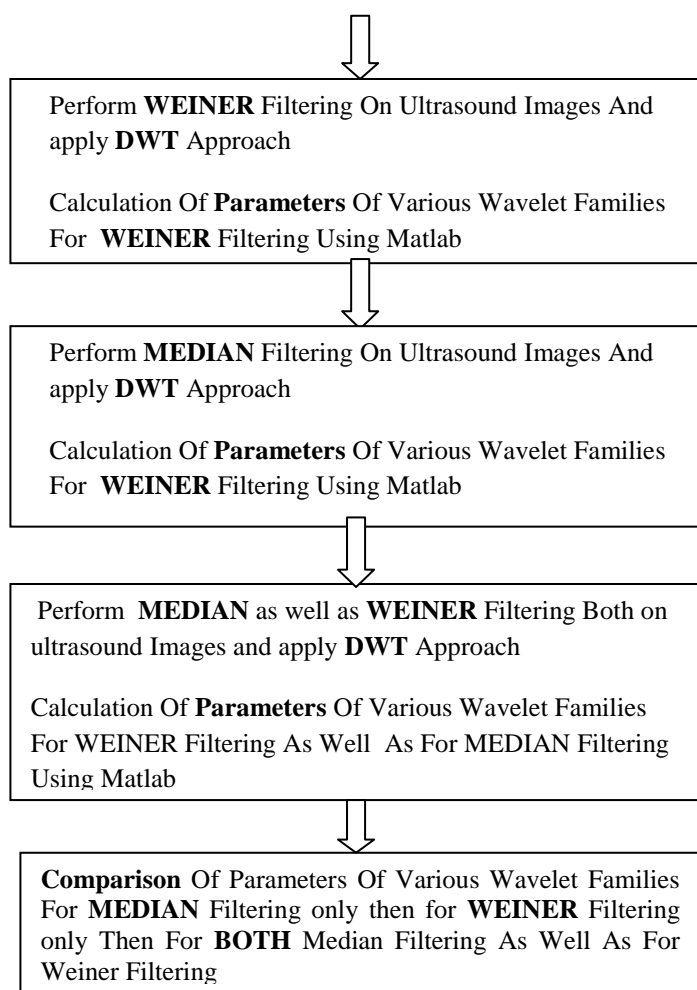 Perform WEINER Filtering On Ultrasound Images And
apply DWT Approach
Calculation Of Parameters Of Various Wavelet Families
For WEINER Filtering Using Matlab
Perform MEDIAN Filtering On Ultrasound Images And
apply DWT Approach
Calculation Of Parameters Of Various Wavelet Families
For WEINER Filtering Using Matlab
Perform MEDIAN as well as WEINER Filtering Both on
ultrasound Images and apply DWT Approach
Calculation Of Parameters Of Various Wavelet Families
For WEINER Filtering As Well As For MEDIAN Filtering
Using Matlab
Comparison Of Parameters Of Various Wavelet Families
For MEDIAN Filtering only then for WEINER Filtering
only Then For BOTH Median Filtering As Well As For
Weiner Filtering